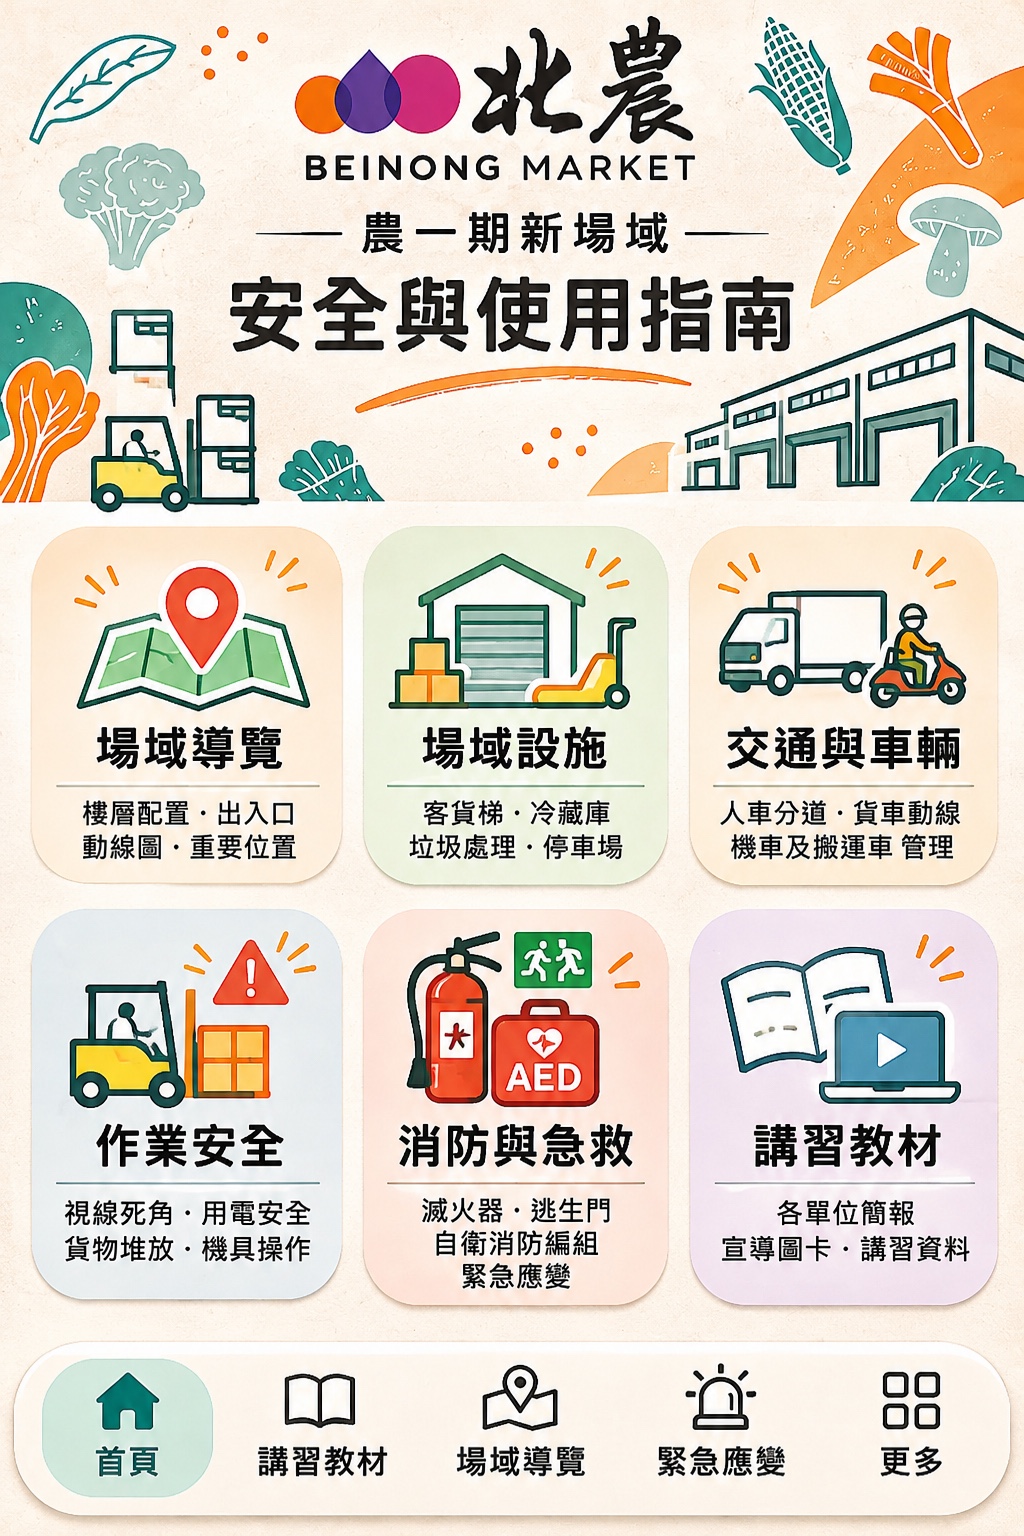 北農
BEINONG MARKET
農一期新場域
安全與使用指南
場域導覽
樓層配置・出入口
動線圖・重要位置
場域設施
客貨梯・冷藏庫
垃圾處理・停車場
交通與車輛
人車分道・貨車動線
機車及搬運車 管理
作業安全
視線死角・用電安全
貨物堆放・機具操作
AED
消防與急救
滅火器・逃生門
自衛消防編組
緊急應變
講習教材
各單位簡報
宣導圖卡・講習資料
首頁
講習教材
場域導覽
緊急應變
更多